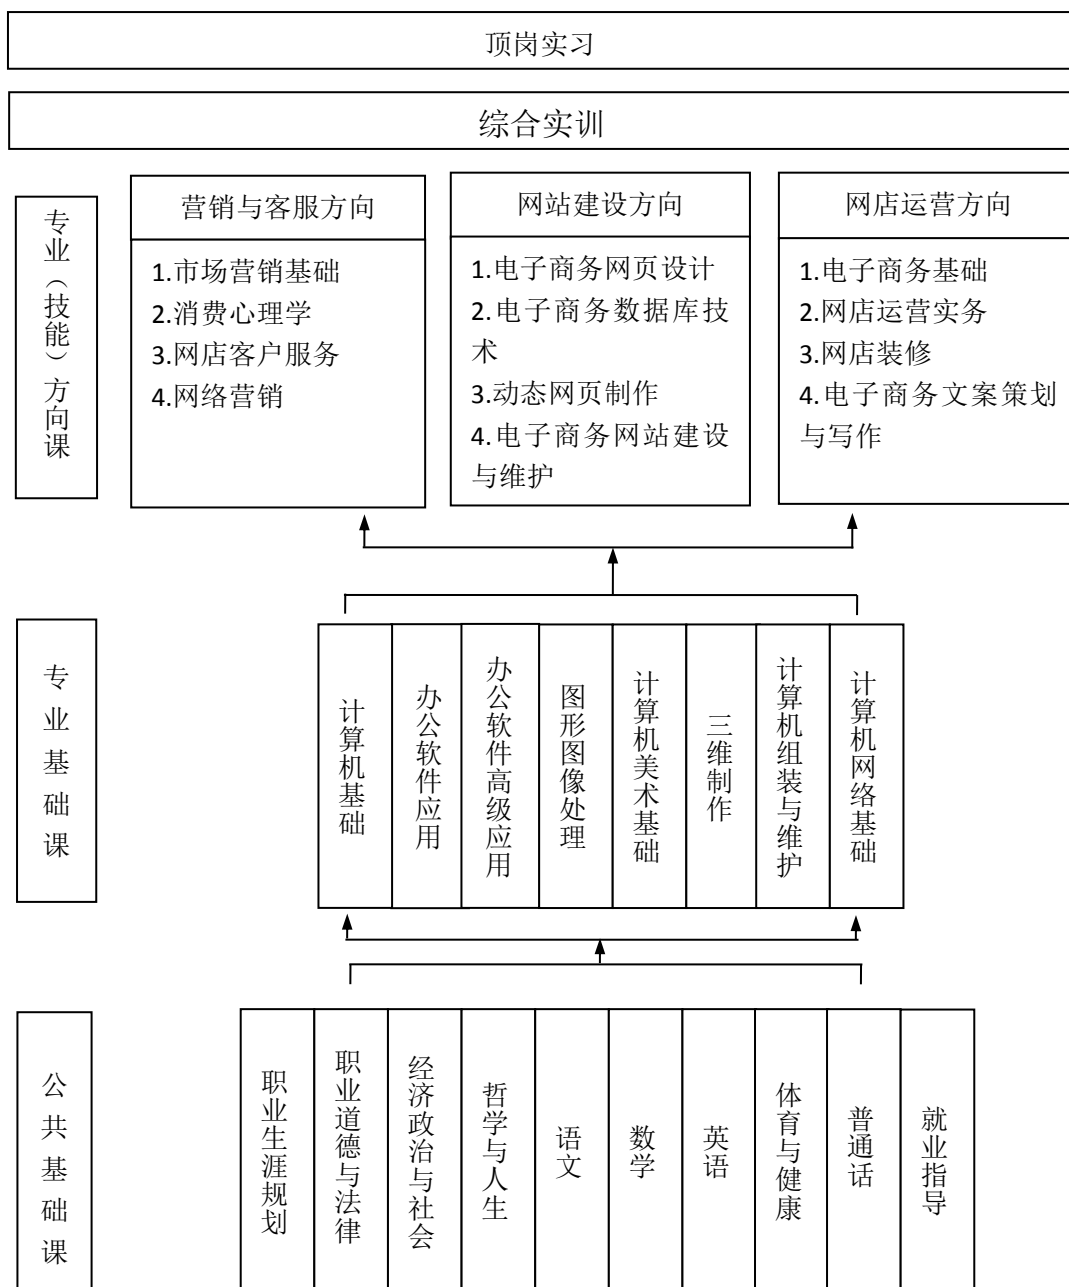 顶岗实习
综合实训
专业（技能）方向课
营销与客服方向
1.市场营销基础
2.消费心理学
3.网店客户服务
4.网络营销
网站建设方向
1.电子商务网页设计
2.电子商务数据库技
术
3.动态网页制作
4.电子商务网站建设
与维护
网店运营方向
1.电子商务基础
2.网店运营实务
3.网店装修
4.电子商务文案策划
与写作
专业基础课
计算机基础
办公软件应用
办公软件高级应用
图形图像处理
计算机美术基础
三维制作
计算机组装与维护
计算机网络基础
公共基础课
职业生涯规划
职业道德与法律
经济政治与社会
哲学与人生
语文
数学
英语
体育与健康
普通话
就业指导